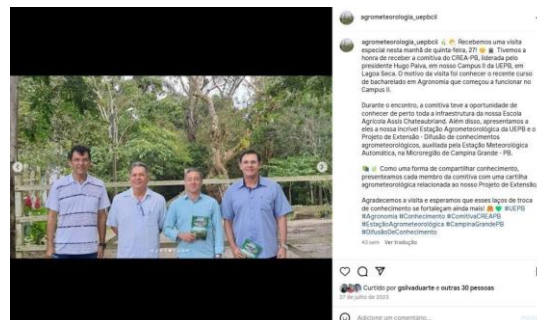 agrometeorologia_uepbcii
agrometeorologia_uepbcii Recebemos uma visita
especial nesta manhã de quinta-feira, 27! Tivemos a
honra de receber a comitiva do CREA-PB, liderada pelo
presidente Hugo Paiva, em nosso Campus II da UEPB, em
Lagoa Seca. O motivo da visita foi conhecer o recente curso
de bacharelado em Agronomia que começou a funcionar no
Campus II.
Durante o encontro, a comitiva teve a oportunidade de
conhecer de perto toda a infraestrutura da nossa Escola
Agrícola Assis Chateaubriand. Além disso, apresentamos a
eles a nossa incrível Estação Agrometeorológica da UEPB e o
Projeto de Extensão - Difusão de conhecimentos
agrometeorológicos, auxiliada pela Estação Meteorológica
Automática, na Microregião de Campina Grande - PB.
Como uma forma de compartilhar conhecimento,
presenteamos cada membro da comitiva com uma cartilha
agrometeorológica relacionada ao nosso Projeto de Extensão.
Agradecemos a visita e esperamos que esses laços de troca
de conhecimento se fortaleçam ainda mais! #UEPB
#Agronomia #Conhecimento #ComitivaCREAPB
#EstaçãoAgrometeorológica #CampinaGrandePB
#DifusãoDeConhecimento
43 sem Ver tradução
Curtido por gsilvaduarte e outras 30 pessoas
27 de julho de 2023
Adicione um comentário...